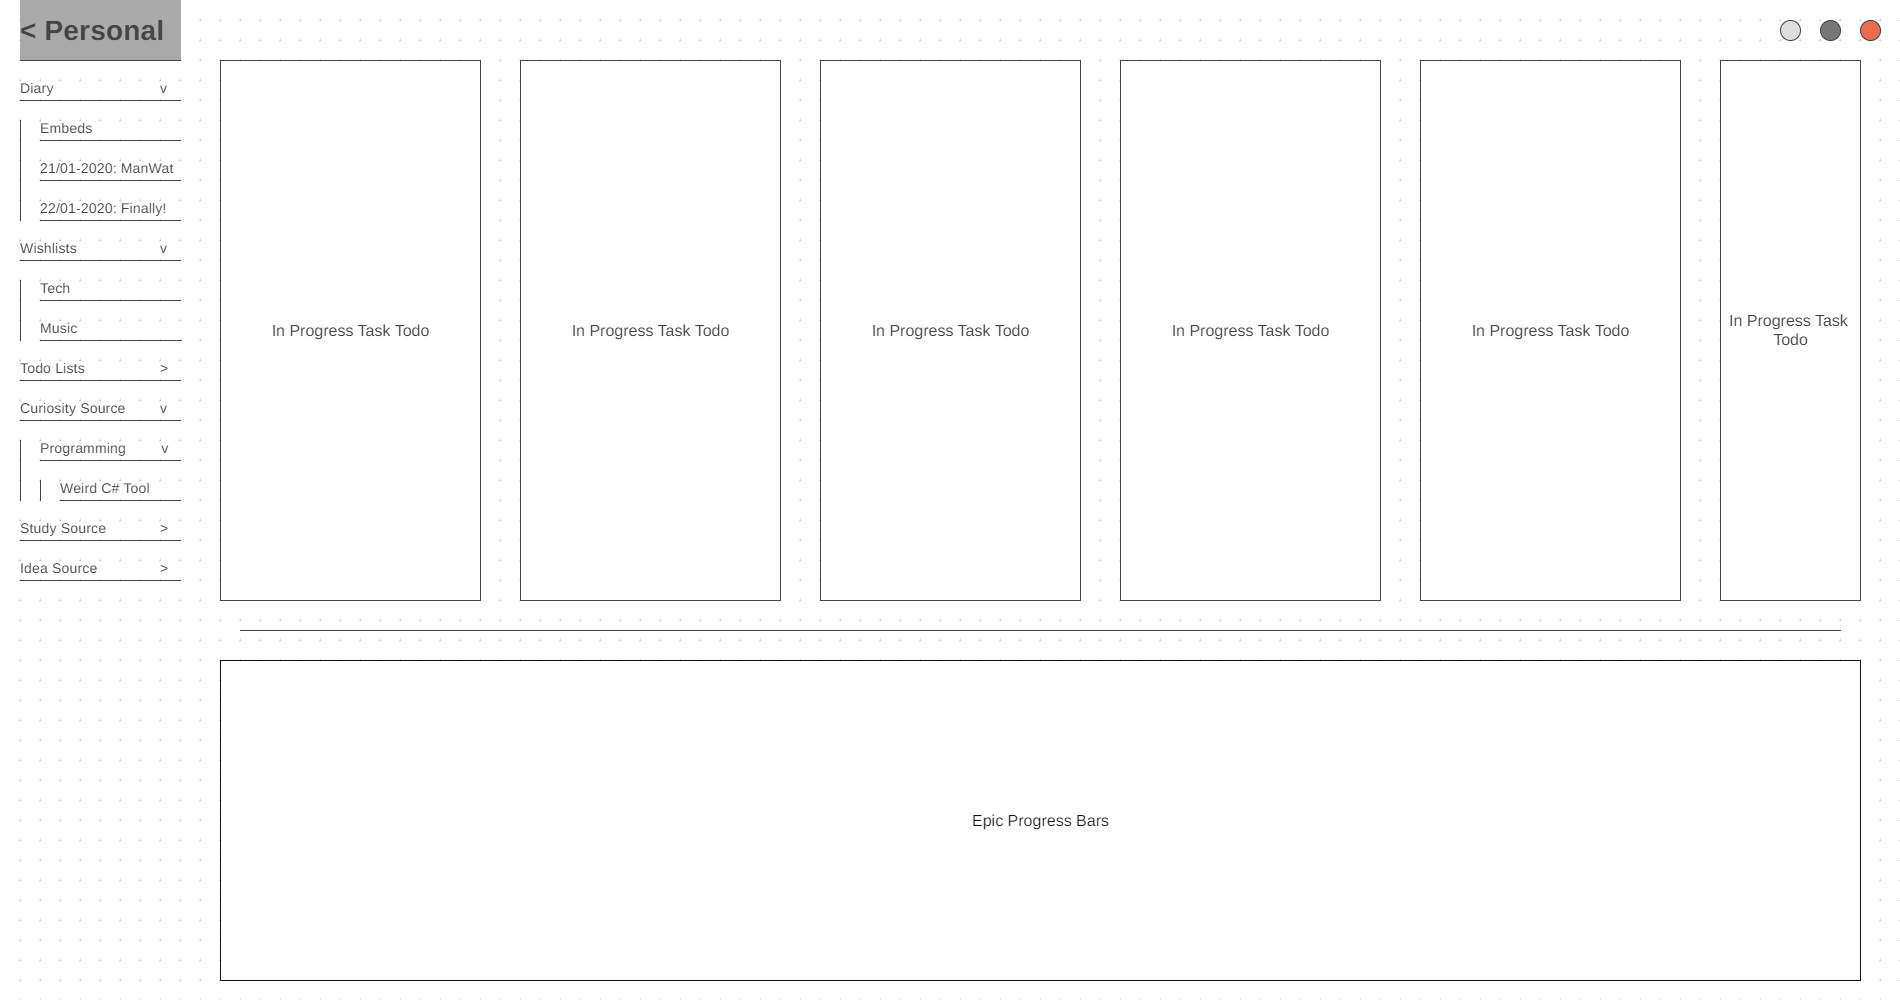 < Personal
Diary v
Embeds
21/01-2020: ManWat
22/01-2020: Finally!
Wishlists v
Tech
Music
Todo Lists >
Curiosity Source v
Programming v
Weird C# Tool
Study Source >
Idea Source >
In Progress Task Todo
In Progress Task Todo
In Progress Task Todo
In Progress Task Todo
In Progress Task Todo
In Progress Task
Todo
Epic Progress Bars